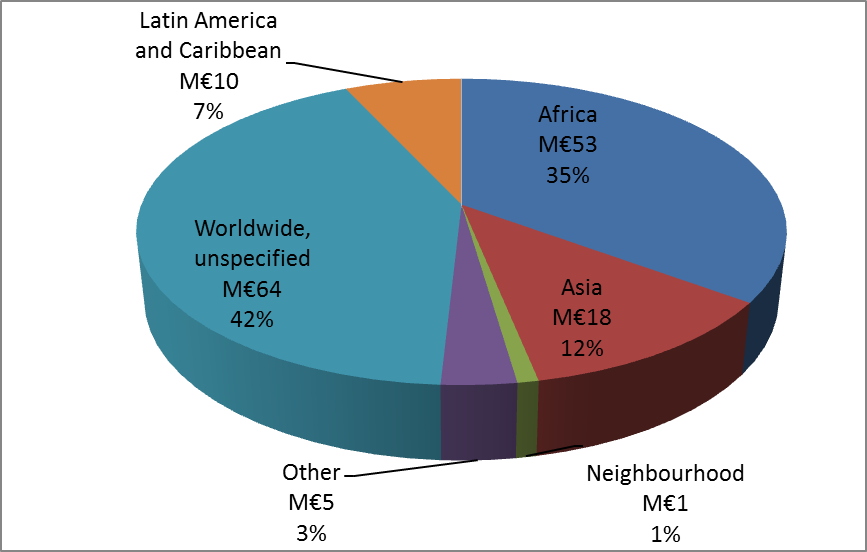 Latin America
and Caribbean
M€10
7%
Africa
M€53
35%
Worldwide,
unspecified
M€64
42%
Asia
M€18
12%
Other
M€5
3%
Neighbourhood
M€1
1%